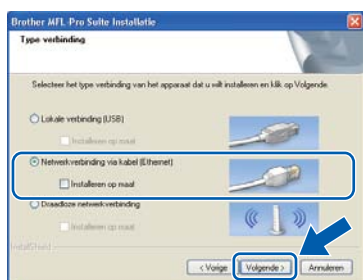 Brother MFL-Pro Suite Installatie
Type verbinding
Selecteer het type verbinding van het apparaat dat u wilt installeren en klik op Volgende.
Lokale verbinding (USB)
Installeren op maat
Netwerkverbinding via kabel (Ethernet)
Installeren op maat
Draadloze netwerkverbinding
Installeren op maat
InstallShield
< Vorige
Volgende >
Annuleren